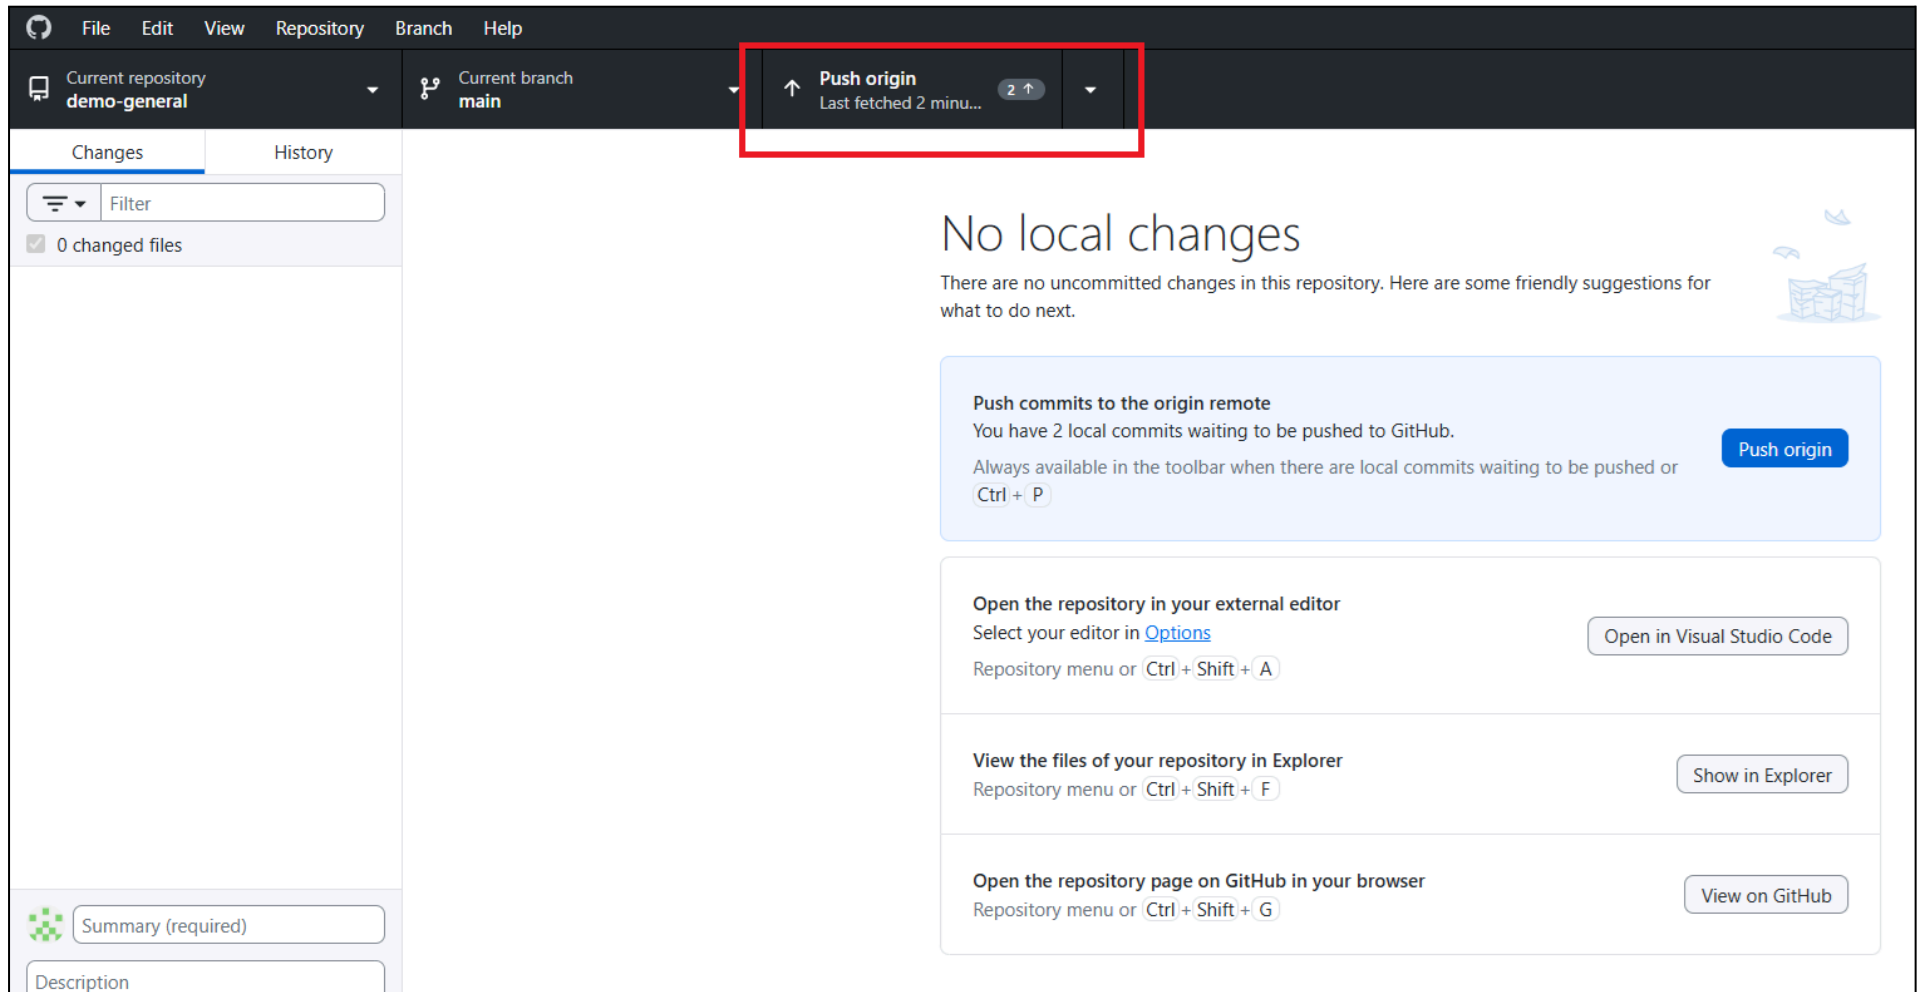 File Edit View Repository Branch Help
Current repository
demo-general
Current branch
main
Push origin
Last fetched 2 minu...
2
Changes History
Filter
0 changed files
No local changes
There are no uncommitted changes in this repository. Here are some friendly suggestions for
what to do next.
Push commits to the origin remote
You have 2 local commits waiting to be pushed to GitHub.
Always available in the toolbar when there are local commits waiting to be pushed or
Ctrl + P
Push origin
Open the repository in your external editor
Select your editor in Options
Repository menu or Ctrl + Shift + A
Open in Visual Studio Code
View the files of your repository in Explorer
Repository menu or Ctrl + Shift + F
Show in Explorer
Open the repository page on GitHub in your browser
Repository menu or Ctrl + Shift + G
View on GitHub
Summary (required)
Description